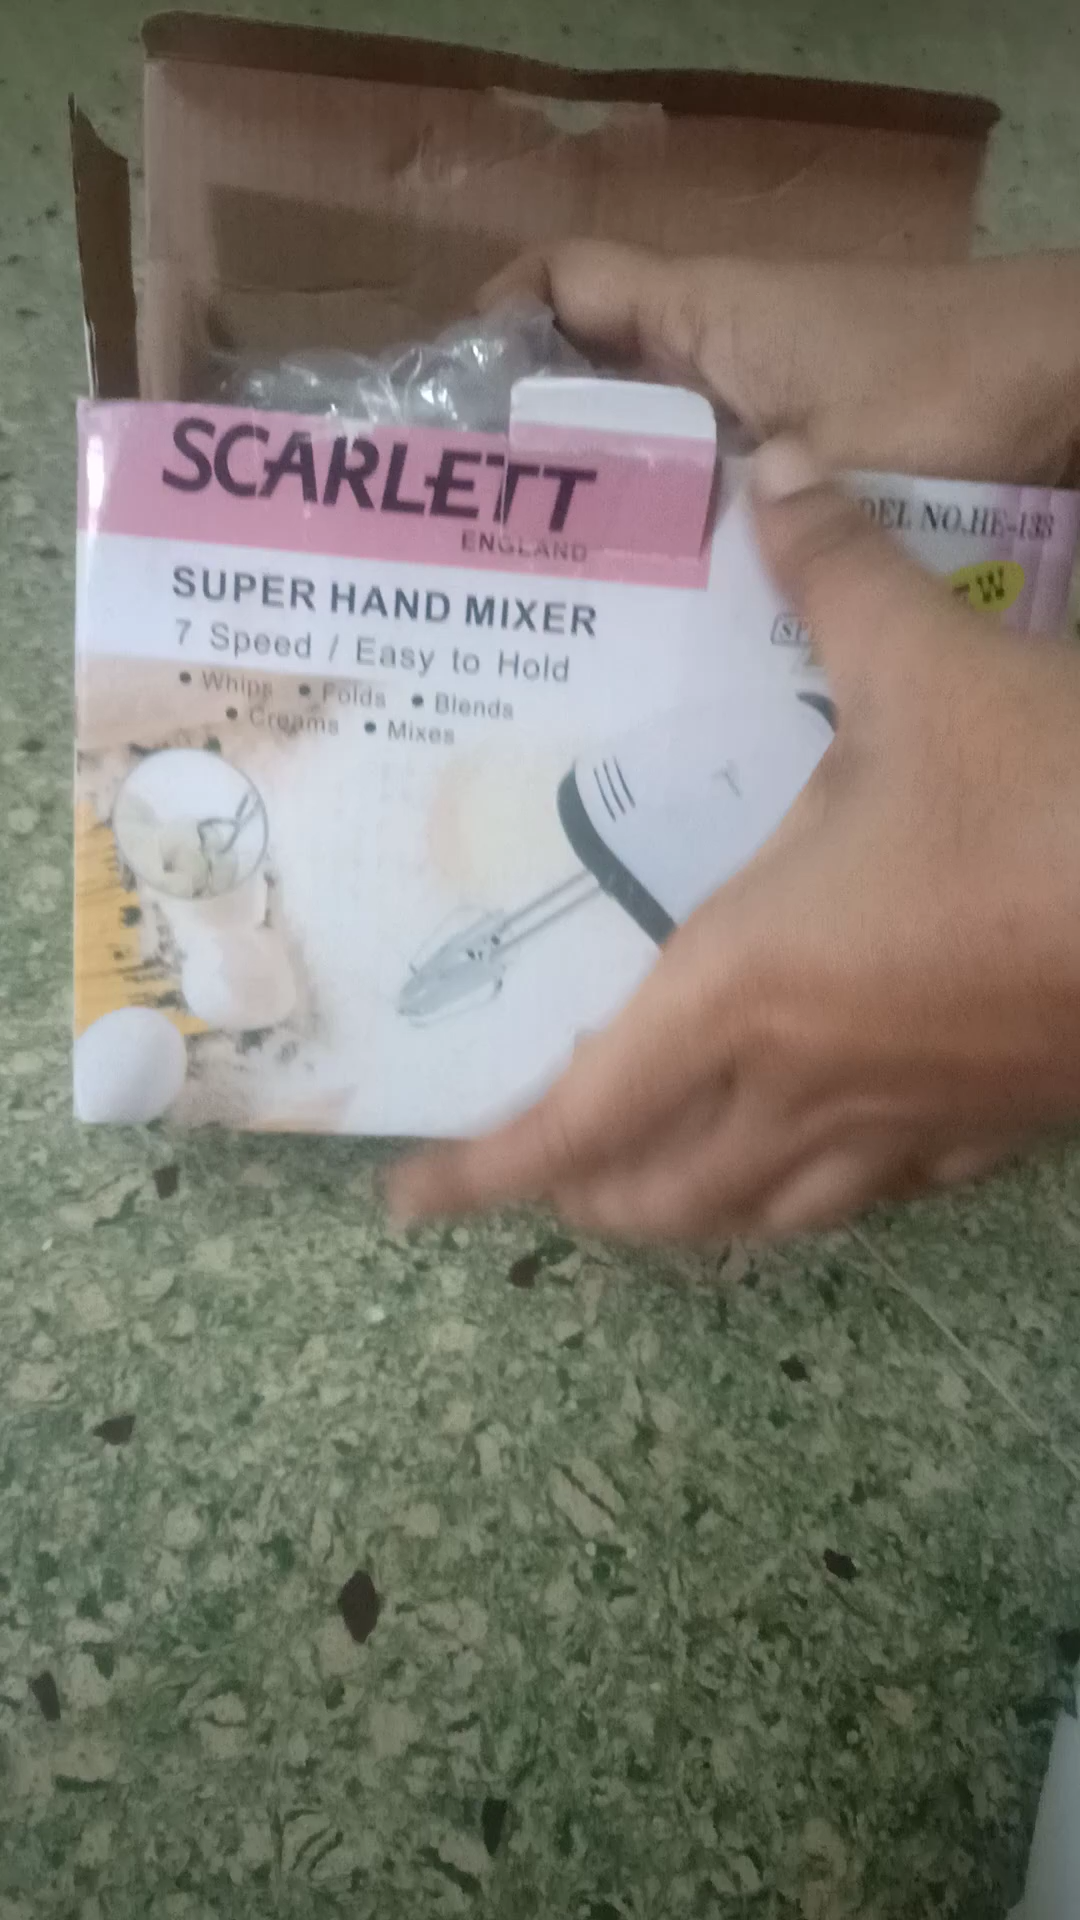 SCARLETT
ENGLAND
SUPER HAND MIXER
7 Speed / Easy to Hold
• Whips • Folds • Blends
• Creams • Mixes
DEL NO.HE-133
W